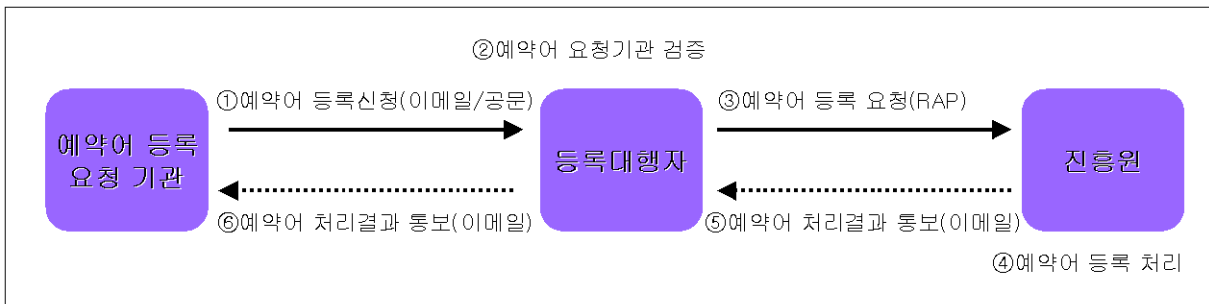 ②예약어 요청기관 검증
①예약어 등록신청(이메일/공문)
③예약어 등록 요청(RAP)
예약어 등록
요청 기관
등록대행자
진흥원
⑥예약어 처리결과 통보(이메일)
⑤예약어 처리결과 통보(이메일)
④예약어 등록 처리